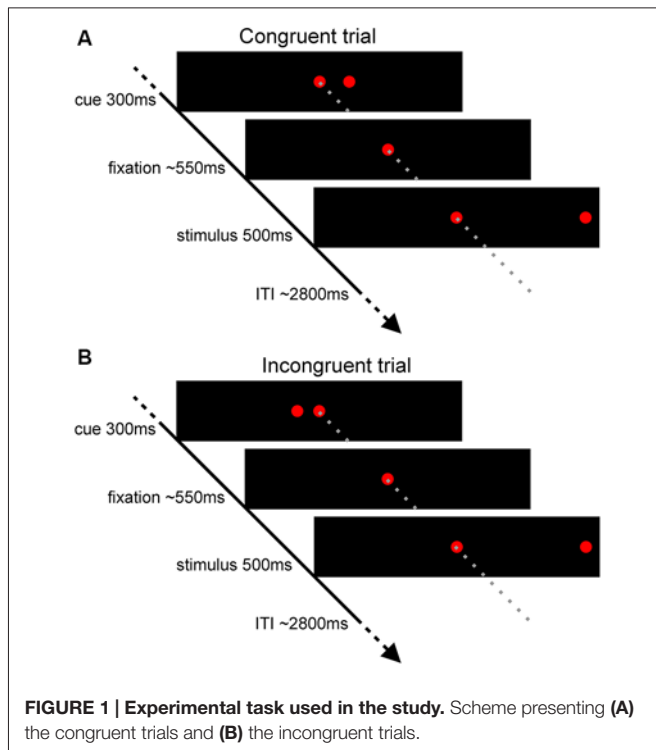 A
Congruent trial
cue 300ms
fixation ~550ms
stimulus 500ms
ITI ~2800ms
B
Incongruent trial
cue 300ms
fixation ~550ms
stimulus 500ms
ITI ~2800ms
FIGURE 1 | Experimental task used in the study. Scheme presenting (A)
the congruent trials and (B) the incongruent trials.